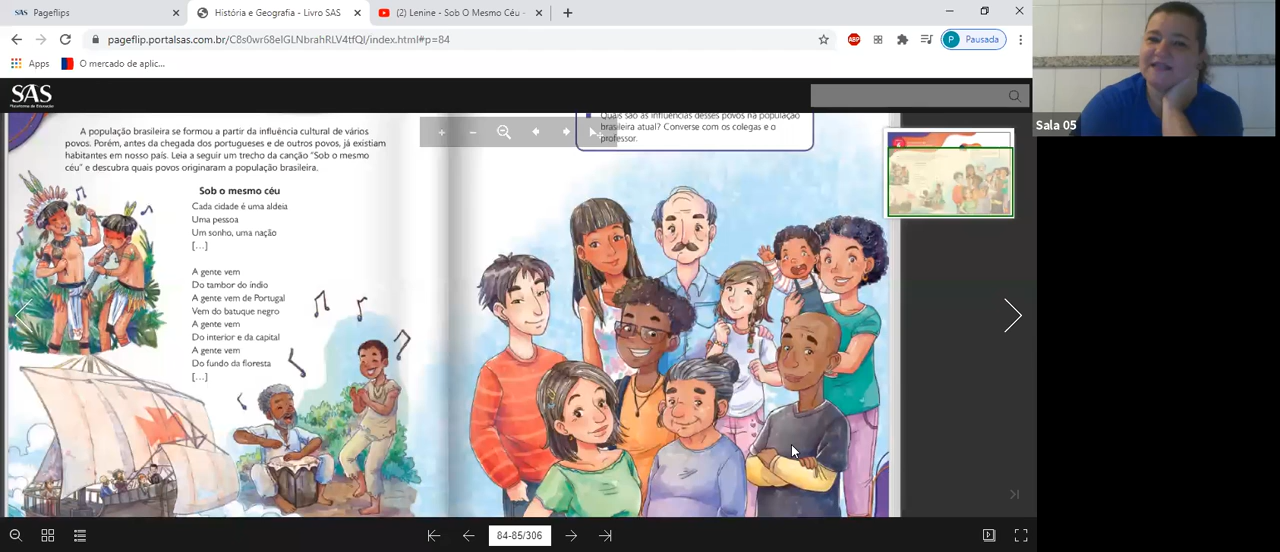 Pageflips
História e Geografia - Livro SAS
(2) Lenine - Sob O Mesmo Céu -
pageflip.portalsas.com.br/C8s0wr68eIGLNbrahRLV4tfQI/index.html#p=84
ABP
P Pausada
Apps
O mercado de aplic...
SAS
Plataforma de Educação
Sala 05
A população brasileira se formou a partir da influência cultural de vários
povos. Porém, antes da chegada dos portugueses e de outros povos, já existiam
habitantes em nosso país. Leia a seguir um trecho da canção "Sob o mesmo
céu" e descubra quais povos originaram a população brasileira.
Sob o mesmo céu
Cada cidade é uma aldeia
Uma pessoa
Um sonho, uma nação
[...]
A gente vem
Do tambor do índio
A gente vem de Portugal
Vem do batuque negro
A gente vem
Do interior e da capital
A gente vem
Do fundo da floresta
[...]
Quais são as influências desses povos na população
brasileira atual? Converse com os colegas e o
professor.
84-85/306